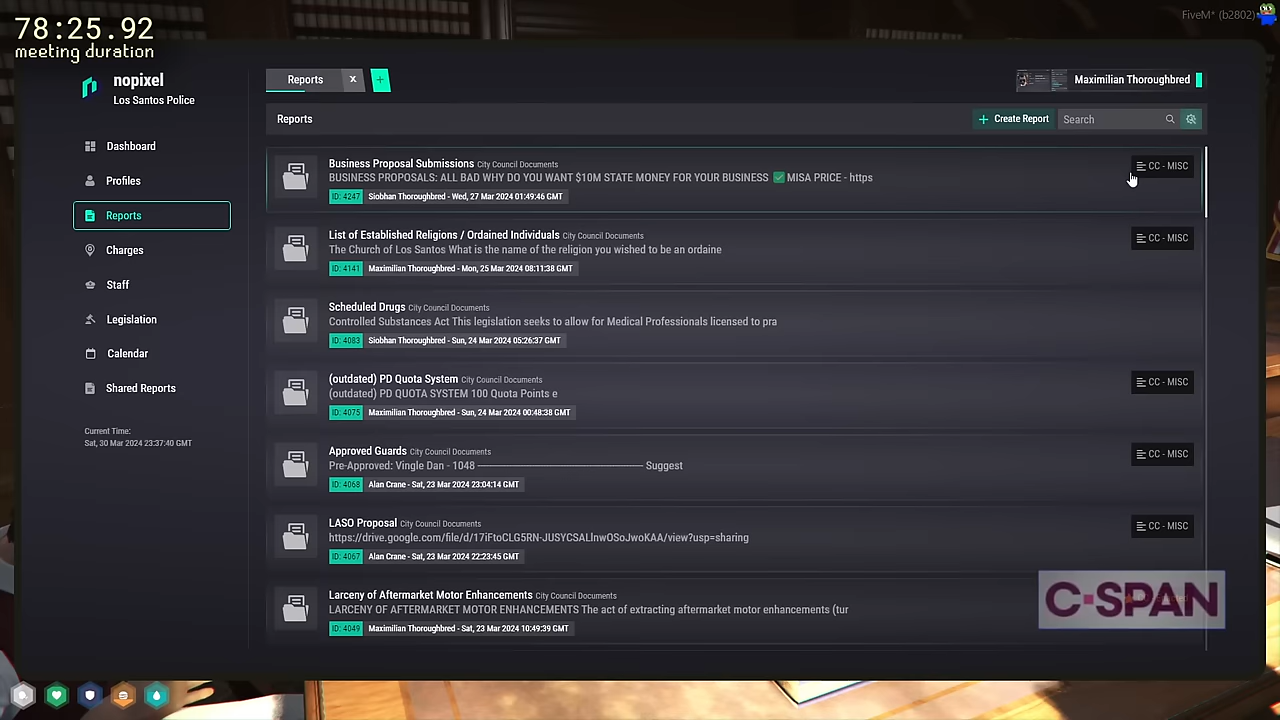 78:25.92
meeting duration
FiveM* (b2802)
nopixel
Los Santos Police
Reports x +
Maximilian Thoroughbred
Reports
+ Create Report
Search
Dashboard
Profiles
Reports
Charges
Staff
Legislation
Calendar
Shared Reports
Current Time:
Sat, 30 Mar 2024 23:37:40 GMT
Business Proposal Submissions City Council Documents
BUSINESS PROPOSALS: ALL BAD WHY DO YOU WANT $10M STATE MONEY FOR YOUR BUSINESS ✅ MISA PRICE - https
ID: 4247 Siobhan Thoroughbred - Wed, 27 Mar 2024 01:49:46 GMT
CC - MISC
List of Established Religions / Ordained Individuals City Council Documents
The Church of Los Santos What is the name of the religion you wished to be an ordaine
ID: 4141 Maximilian Thoroughbred - Mon, 25 Mar 2024 08:11:38 GMT
CC - MISC
Scheduled Drugs City Council Documents
Controlled Substances Act This legislation seeks to allow for Medical Professionals licensed to pra
ID: 4083 Siobhan Thoroughbred - Sun, 24 Mar 2024 05:26:37 GMT
(outdated) PD Quota System City Council Documents
(outdated) PD QUOTA SYSTEM 100 Quota Points e
ID: 4075 Maximilian Thoroughbred - Sun, 24 Mar 2024 00:48:38 GMT
CC - MISC
Approved Guards City Council Documents
Pre-Approved: Vingle Dan - 1048 ———————————————— Suggest
ID: 4068 Alan Crane - Sat, 23 Mar 2024 23:04:14 GMT
CC - MISC
LASO Proposal City Council Documents
https://drive.google.com/file/d/17iFtoCLG5RN-JUSYCSALInwOSoJwoKAA/view?usp=sharing
ID: 4067 Alan Crane - Sat, 23 Mar 2024 22:23:45 GMT
CC - MISC
Larceny of Aftermarket Motor Enhancements City Council Documents
LARCENY OF AFTERMARKET MOTOR ENHANCEMENTS The act of extracting aftermarket motor enhancements (tur
ID: 4049 Maximilian Thoroughbred - Sat, 23 Mar 2024 10:49:39 GMT
C-SPAN